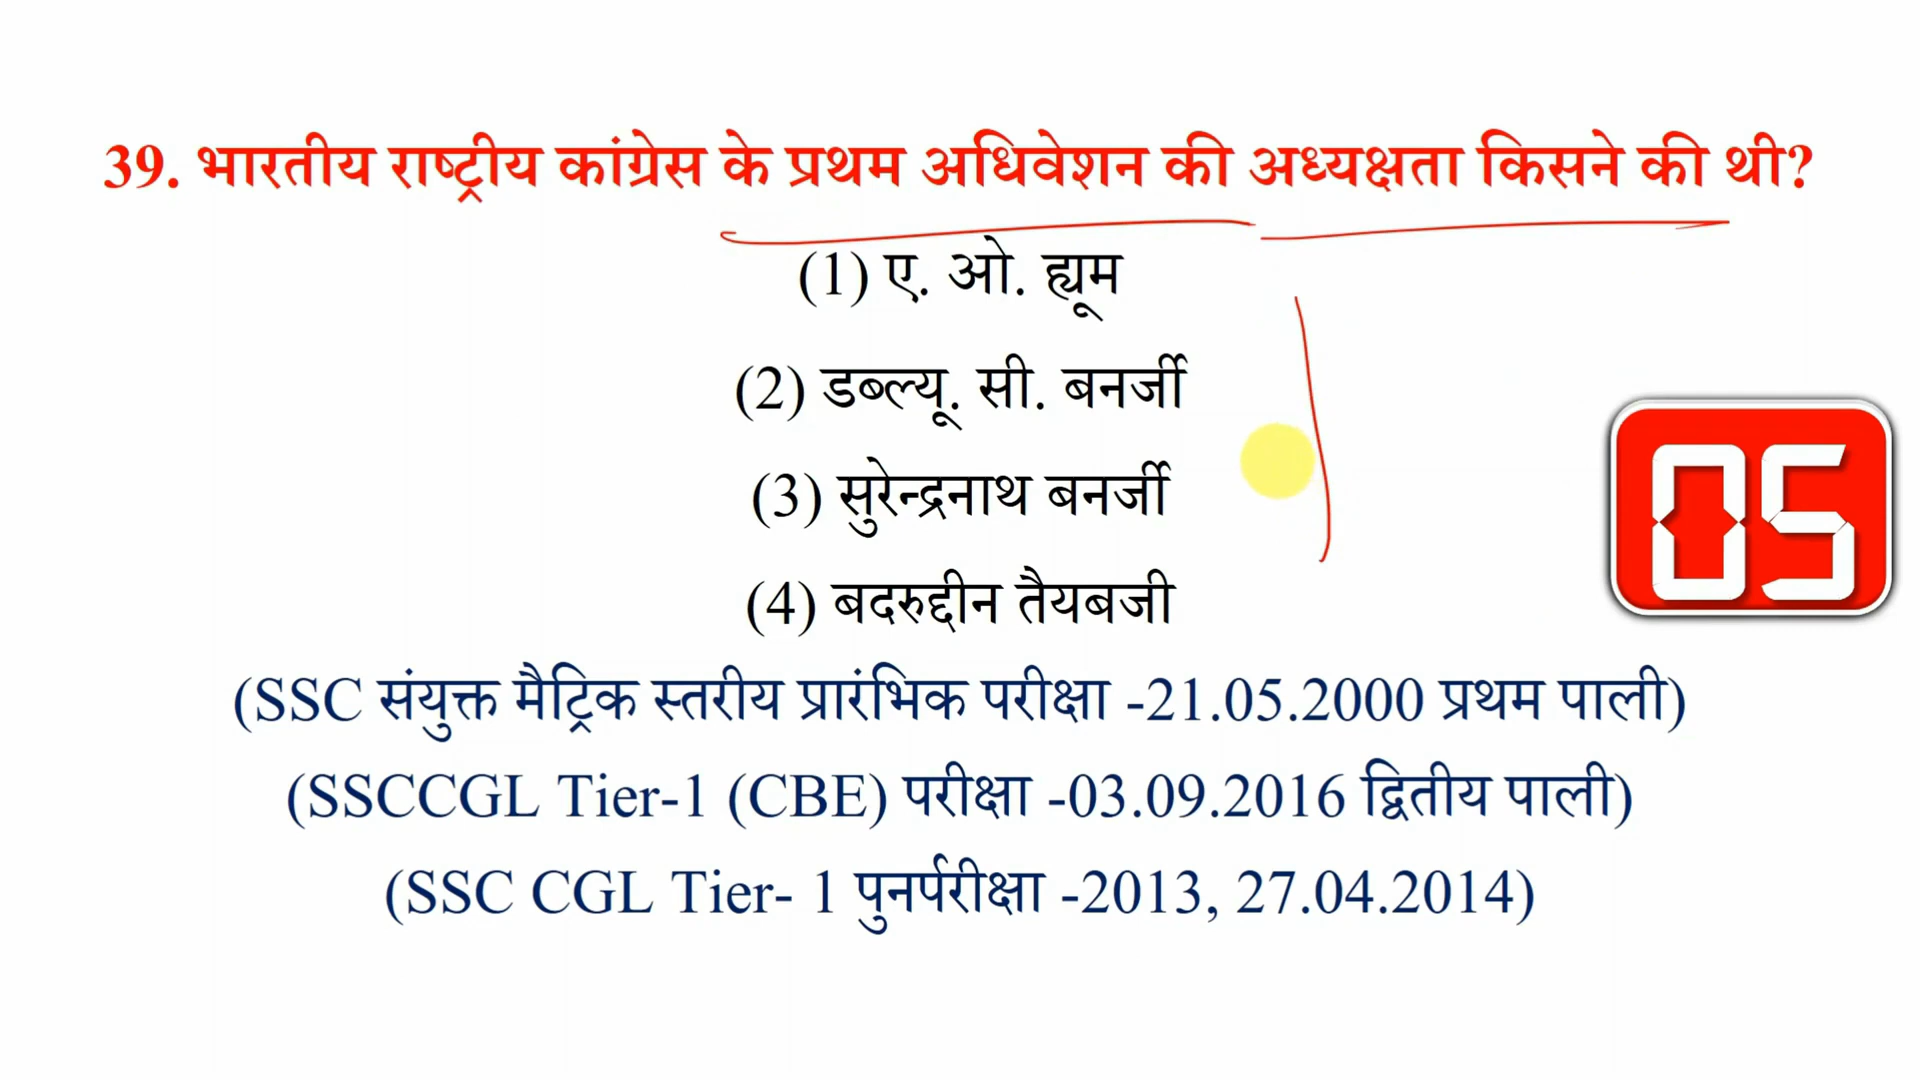 39. भारतीय राष्ट्रीय कांग्रेस के प्रथम अधिवेशन की अध्यक्षता किसने की थी?
(1) ए. ओ. ह्यूम
(2) डब्ल्यू. सी. बनर्जी
(3) सुरेन्द्रनाथ बनर्जी
05
(4) बदरुद्दीन तैयबजी
(SSC संयुक्त मैट्रिक स्तरीय प्रारंभिक परीक्षा -21.05.2000 प्रथम पाली)
(SSCCGL Tier-1 (CBE) परीक्षा -03.09.2016 द्वितीय पाली)
(SSC CGL Tier- 1 पुनर्परीक्षा -2013, 27.04.2014)